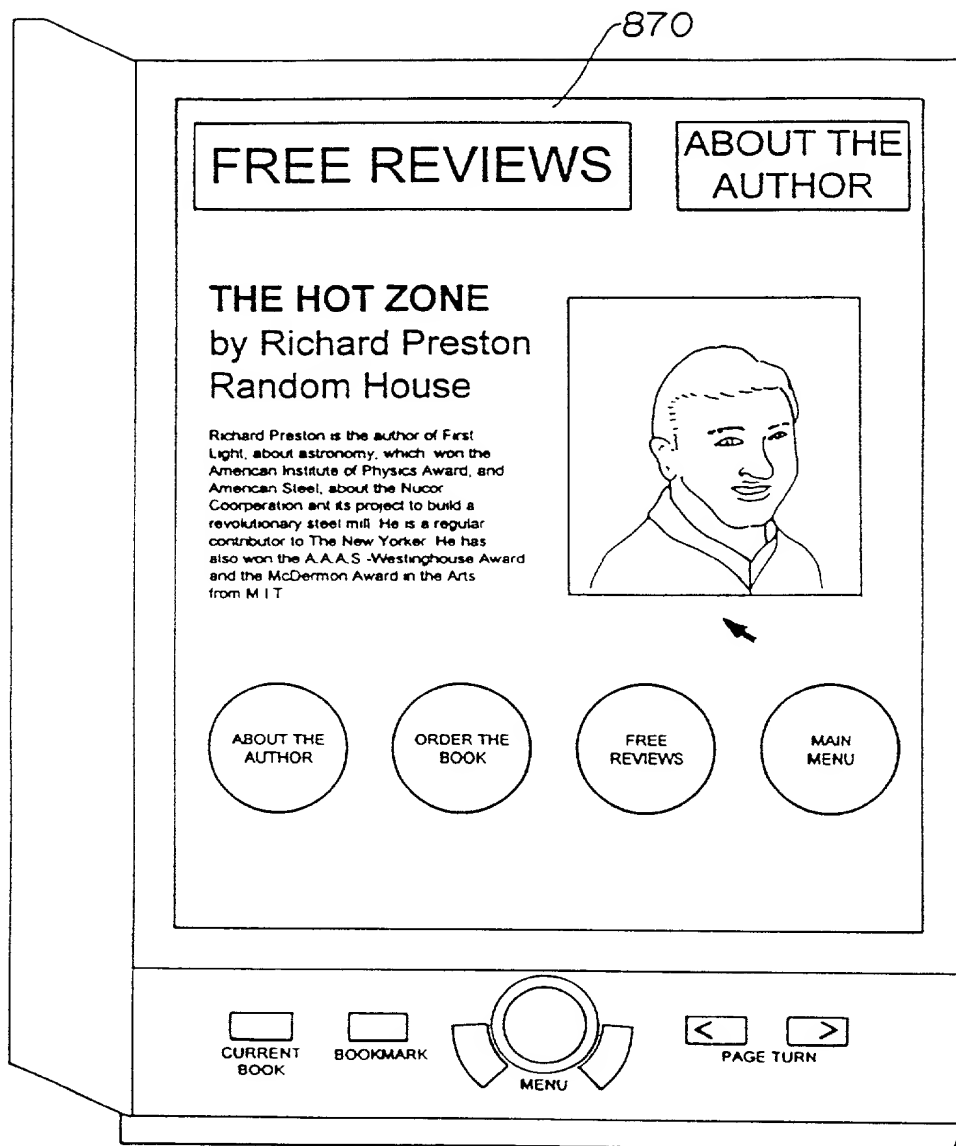 870
FREE REVIEWS
ABOUT THE
AUTHOR
THE HOT ZONE
by Richard Preston
Random House
Richard Preston is the author of First
Light, about astronomy, which won the
American Institute of Physics Award, and
American Steel, about the Nucor
Coorperation ant its project to build a
revolutionary steel mill. He is a regular
contributor to The New Yorker. He has
also won the A.A.A.S -Westinghouse Award
and the McDermon Award in the Arts
from M I T
ABOUT THE
AUTHOR
ORDER THE
BOOK
FREE
REVIEWS
MAIN
MENU
CURRENT
BOOK
BOOKMARK
MENU
< >
PAGE TURN